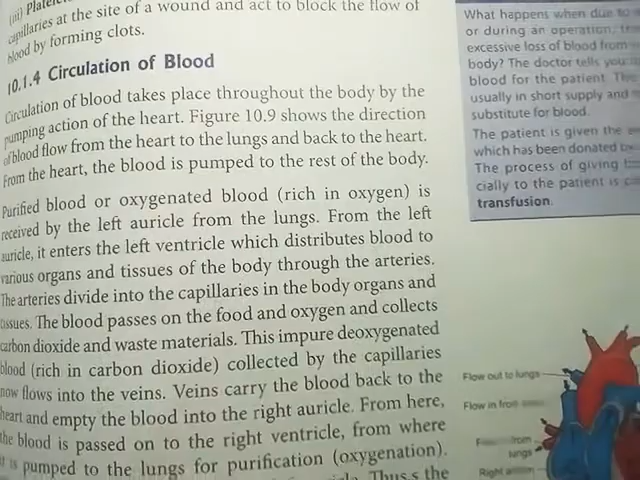 (iii) Platele
capillaries at the site of a wound and act to block the flow of
blood by forming clots.
10.1.4 Circulation of Blood
Circulation of blood takes place throughout the body by the
pumping action of the heart. Figure 10.9 shows the direction
of blood flow from the heart to the lungs and back to the heart.
From the heart, the blood is pumped to the rest of the body.
Purified blood or oxygenated blood (rich in oxygen) is
received by the left auricle from the lungs. From the left
auricle, it enters the left ventricle which distributes blood to
various organs and tissues of the body through the arteries.
The arteries divide into the capillaries in the body organs and
tissues. The blood passes on the food and oxygen and collects
carbon dioxide and waste materials. This impure deoxygenated
blood (rich in carbon dioxide) collected by the capillaries
now flows into the veins. Veins carry the blood back to the
heart and empty the blood into the right auricle. From here,
the blood is passed on to the right ventricle, from where
it is pumped to the lungs for purification (oxygenation).
Thus s the
What happens when due to
or during an operation,
excessive loss of blood from
body? The doctor tells you
blood for the patient.
usually in short supply and
substitute for blood.
The patient is given the
which has been donated
The process of giving
cially to the patient is
transfusion.
Flow out to lungs
Flow in from
from
lungs
Right